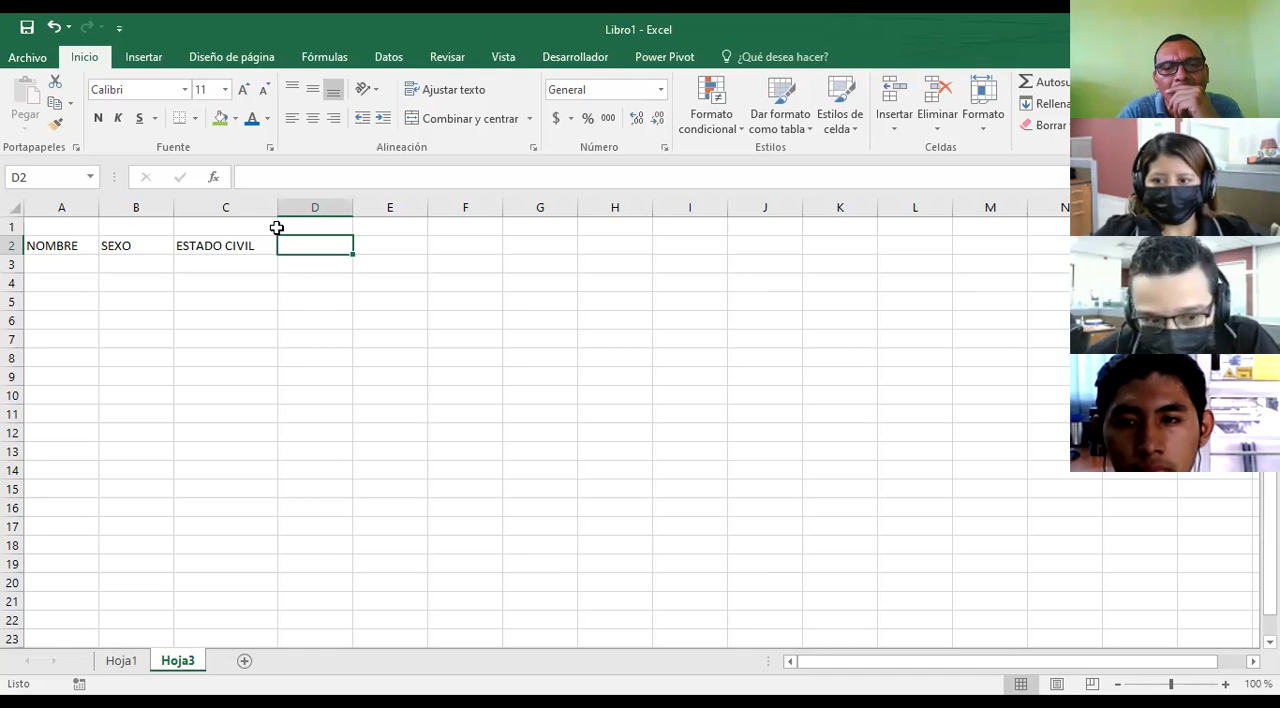 Libro1 - Excel
Archivo Inicio Insertar Diseño de página Fórmulas Datos Revisar Vista Desarrollador Power Pivot ¿Qué desea hacer?
Pegar
Calibri 11
N K S
A
Ajustar texto
Combinar y centrar
General
$ % 000
Formato condicional
Dar formato como tabla
Estilos de celda
Insertar Eliminar Formato
Σ Autosu
Rellena
Borrar
Portapapeles Fuente Alineación Número Estilos Celdas
D2 fx
A B C D E F G H I J K L M N
1
2 NOMBRE SEXO ESTADO CIVIL
3
4
5
6
7
8
9
10
11
12
13
14
15
16
17
18
19
20
21
22
23
Hoja1 Hoja3
Listo 100 %